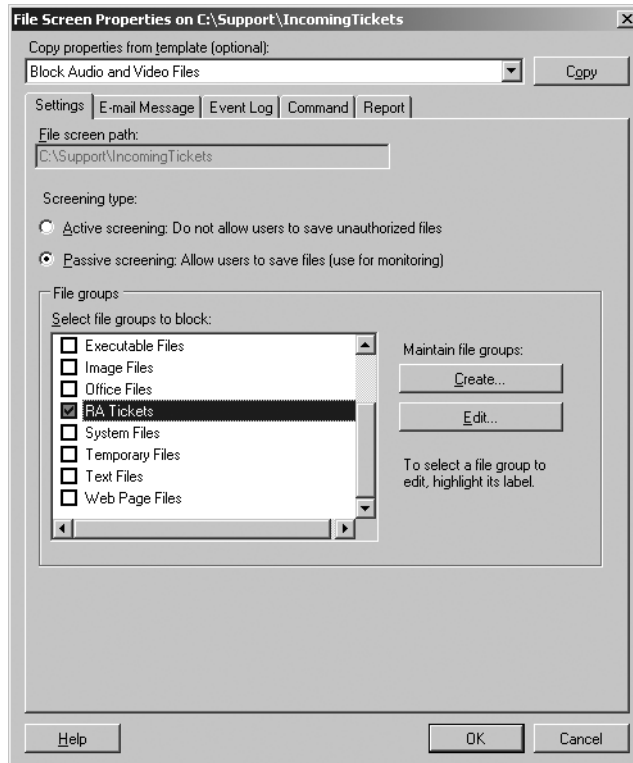 File Screen Properties on C:\Support\IncomingTickets
Copy properties from template (optional):
Block Audio and Video Files
Copy
Settings
E-mail Message
Event Log
Command
Report
File screen path:
C:\Support\IncomingTickets
Screening type:
Active screening: Do not allow users to save unauthorized files
Passive screening: Allow users to save files (use for monitoring)
File groups
Select file groups to block:
Executable Files
Image Files
Office Files
RA Tickets
System Files
Temporary Files
Text Files
Web Page Files
Maintain file groups:
Create...
Edit...
To select a file group to
edit, highlight its label.
Help
OK
Cancel